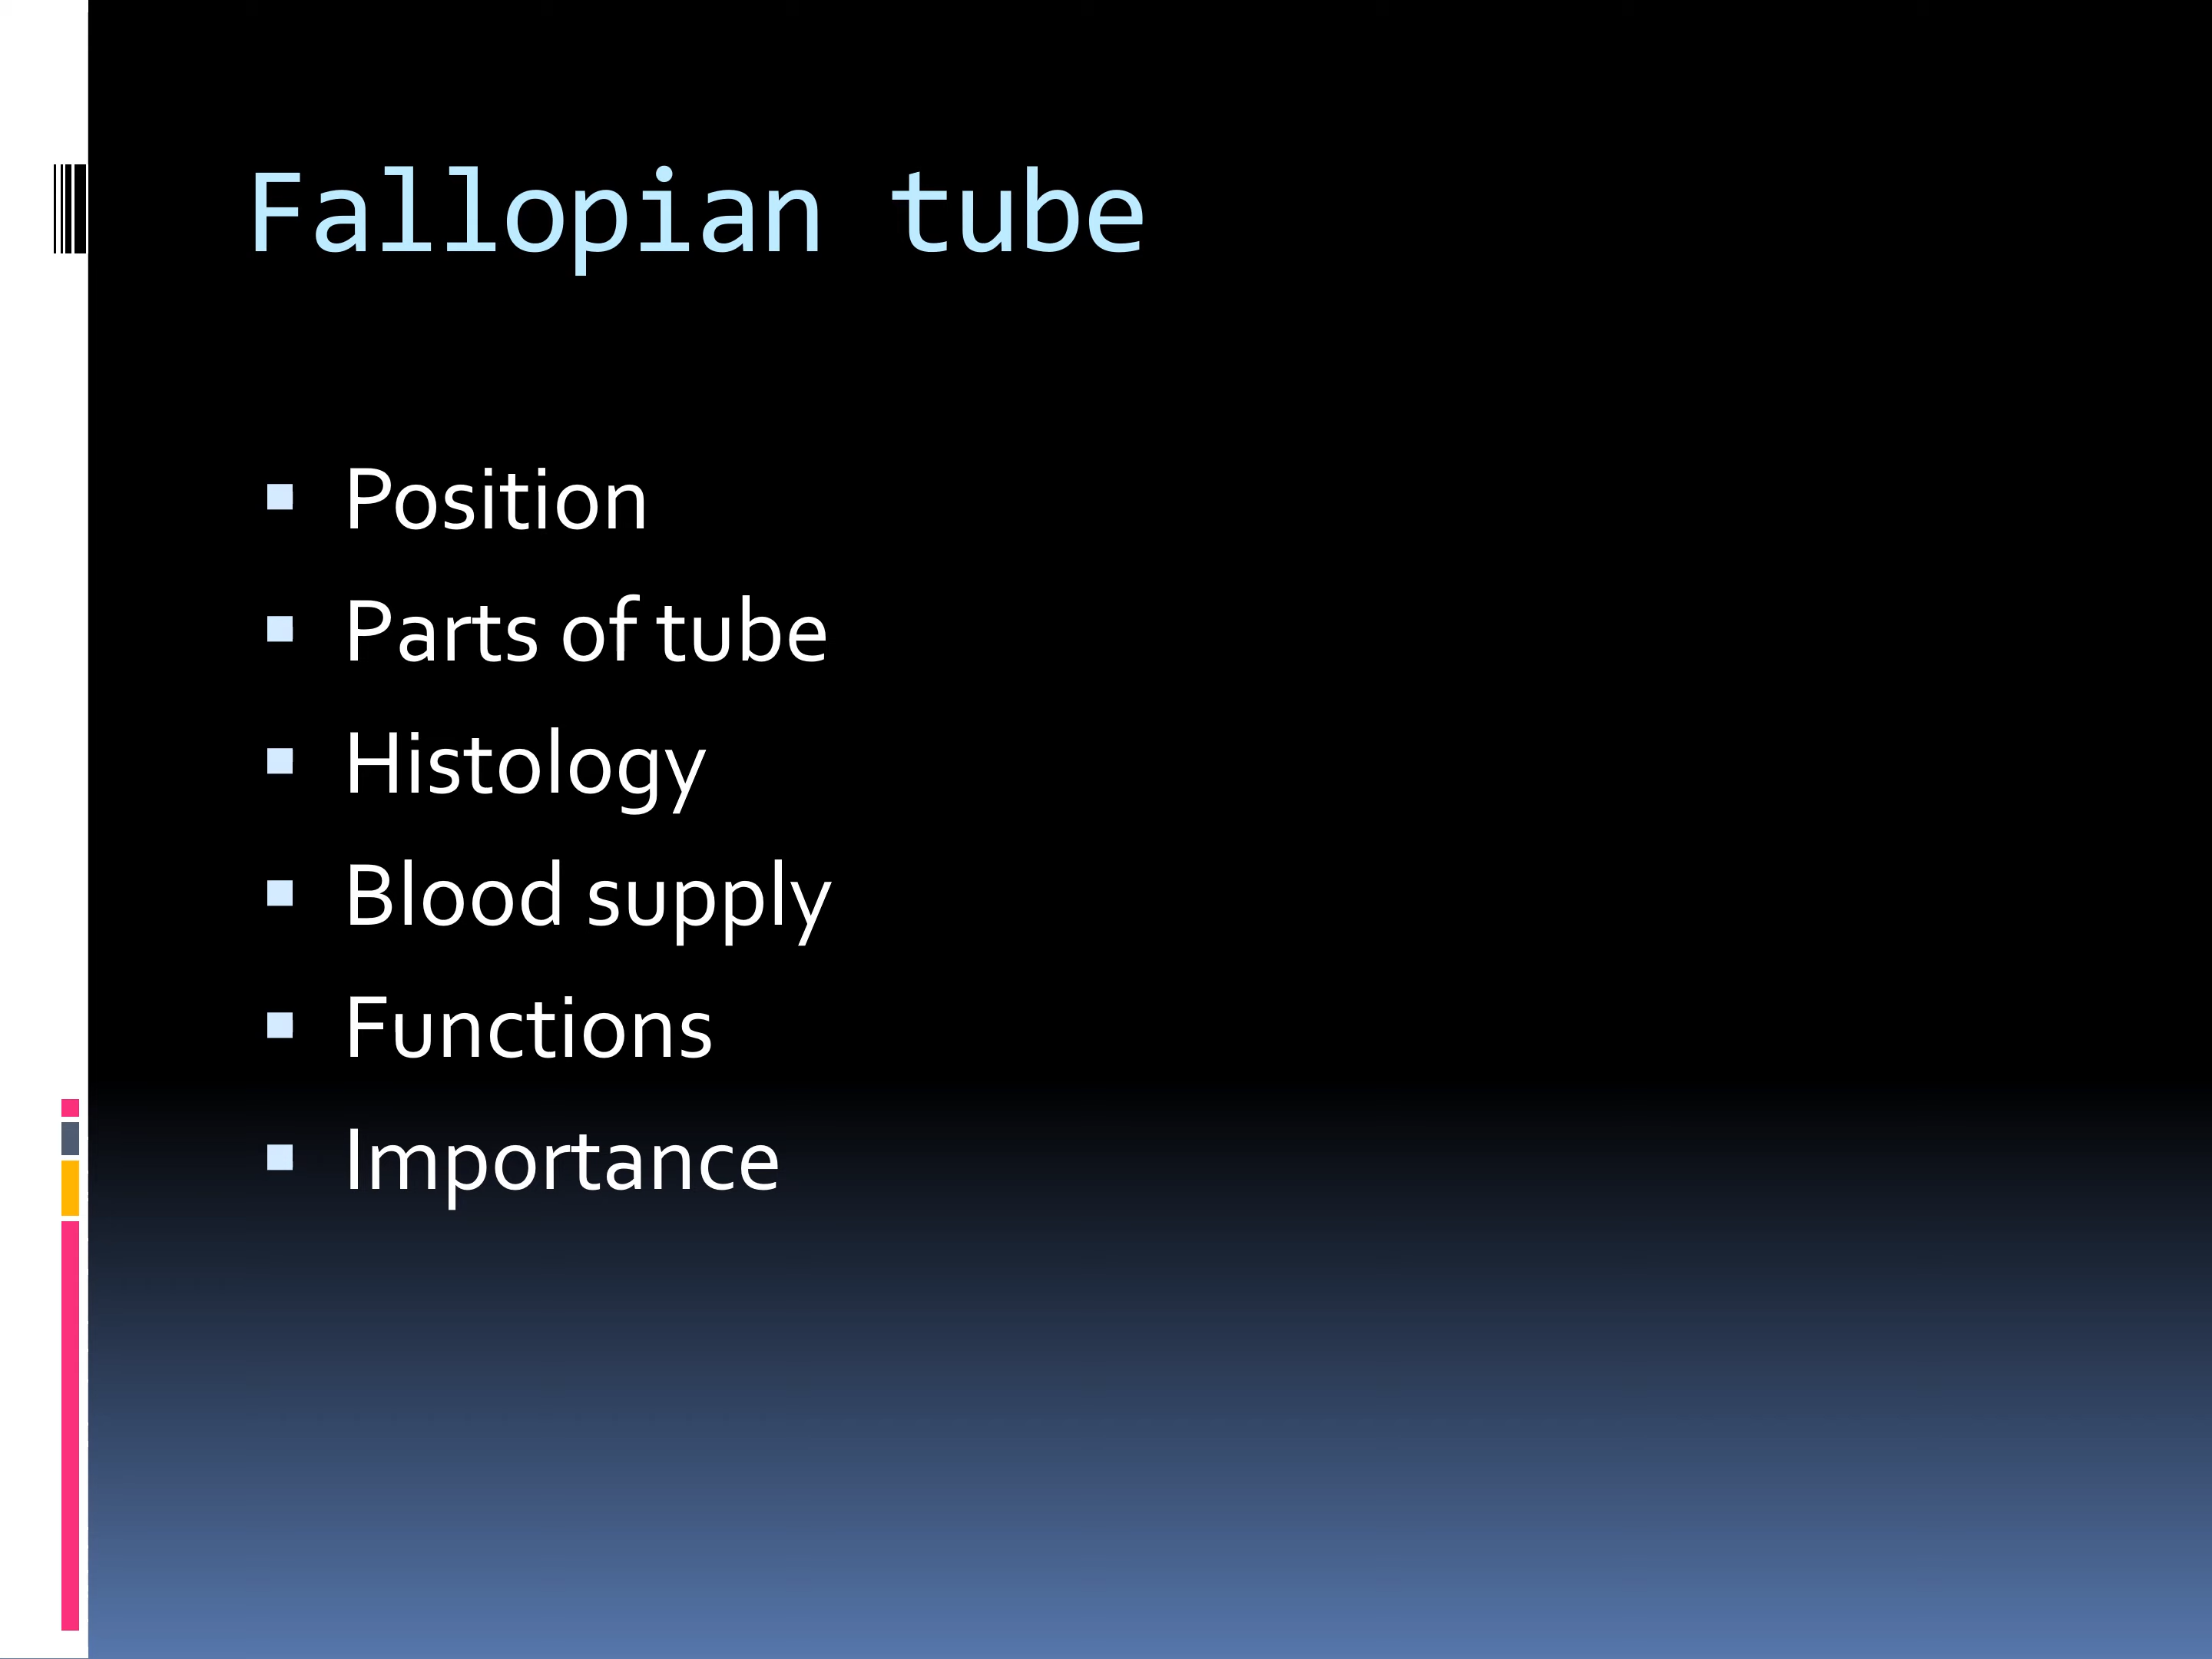 Fallopian tube
▪ Position
▪ Parts of tube
▪ Histology
▪ Blood supply
▪ Functions
▪ Importance